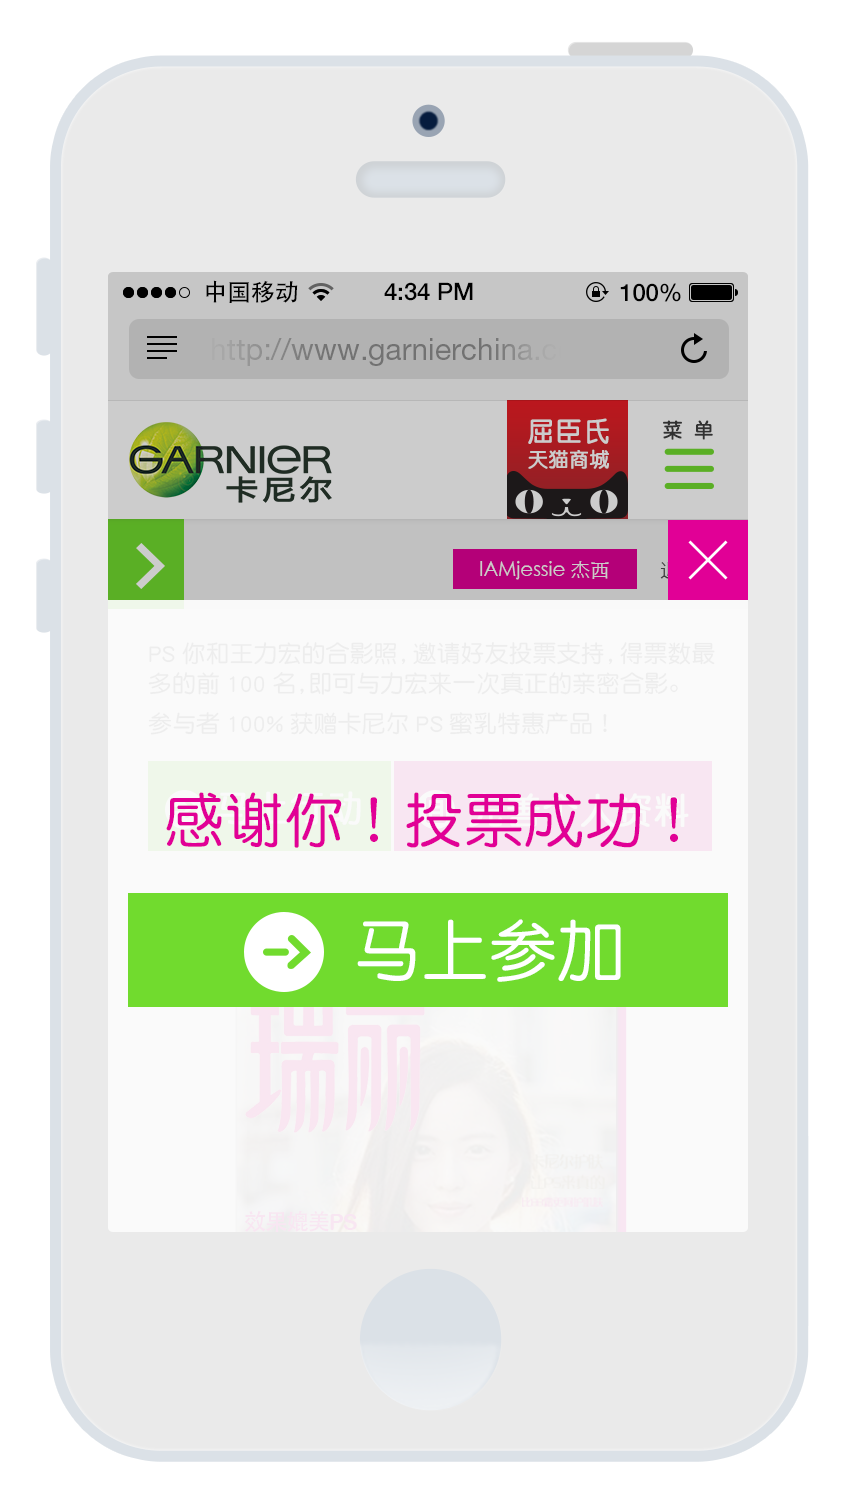 中国移动 4:34 PM 100%
http://www.garnierchina.c
GARNIER
卡尼尔
屈臣氏
天猫商城
菜单
IAMjessie 杰西
PS 你和王力宏的合影照，邀请好友投票支持，得票数最
多的前 100 名，即可与力宏来一次真正的亲密合影。
参与者 100% 获赠卡尼尔 PS 蜜乳特惠产品！
感谢你！投票成功！
马上参加
瑞丽